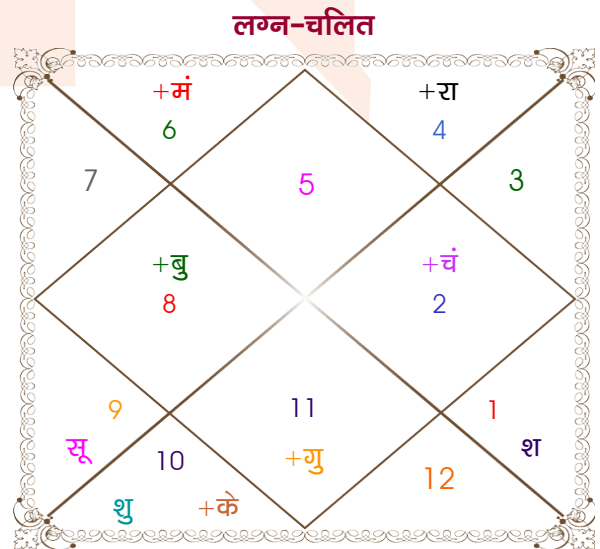 लग्न-चलित
+मं +रा
6 4
7 5 3
+बु +चं
8 2
9 11 1
सू 10 +गु श
12
शु +के